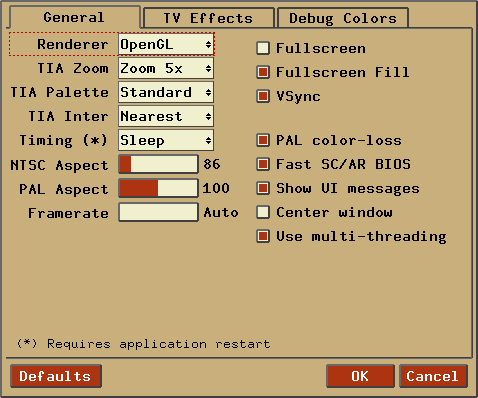 General TV Effects Debug Colors
Renderer OpenGL
Fullscreen
TIA Zoom Zoom 5x
Fullscreen Fill
TIA Palette Standard
VSync
TIA Inter Nearest
Timing (*) Sleep
PAL color-loss
NTSC Aspect 86
Fast SC/AR BIOS
PAL Aspect 100
Show UI messages
Framerate Auto
Center window
Use multi-threading
(*) Requires application restart
Defaults OK Cancel